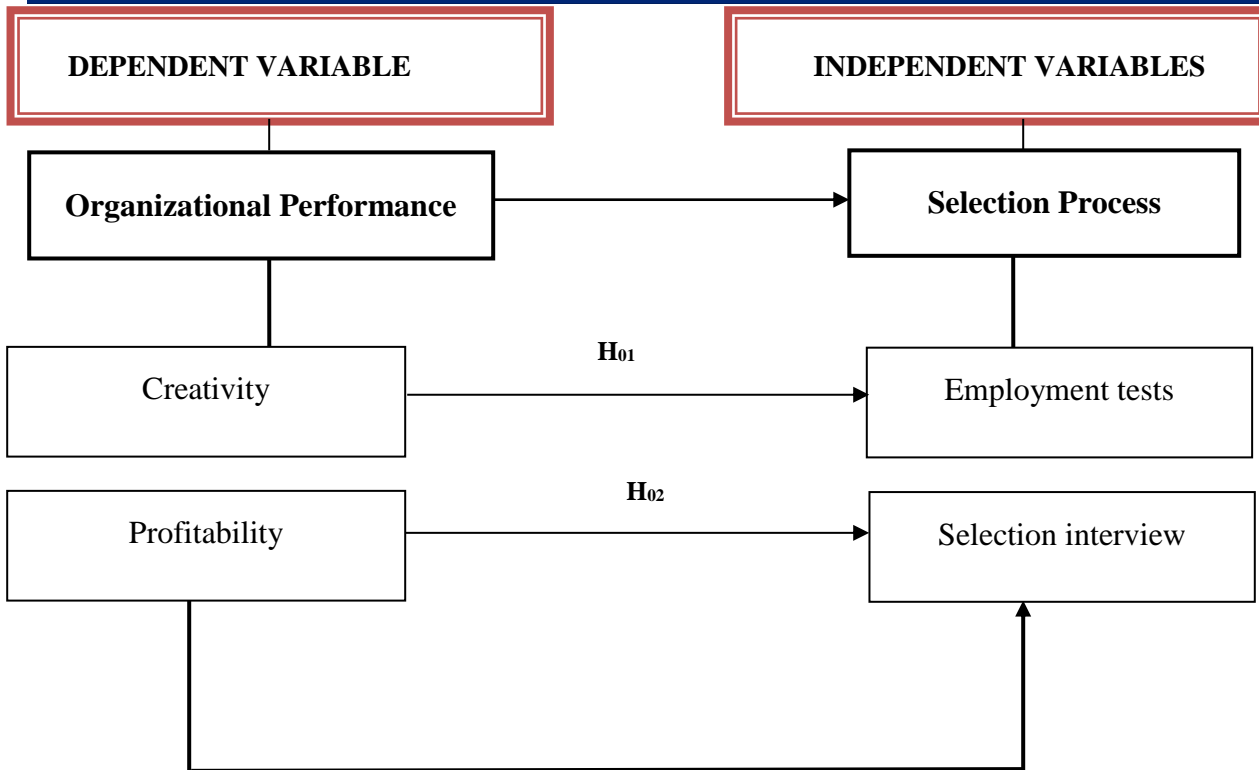 DEPENDENT VARIABLE
INDEPENDENT VARIABLES
Organizational Performance
Selection Process
H₀₁
Creativity
Employment tests
H₀₂
Profitability
Selection interview